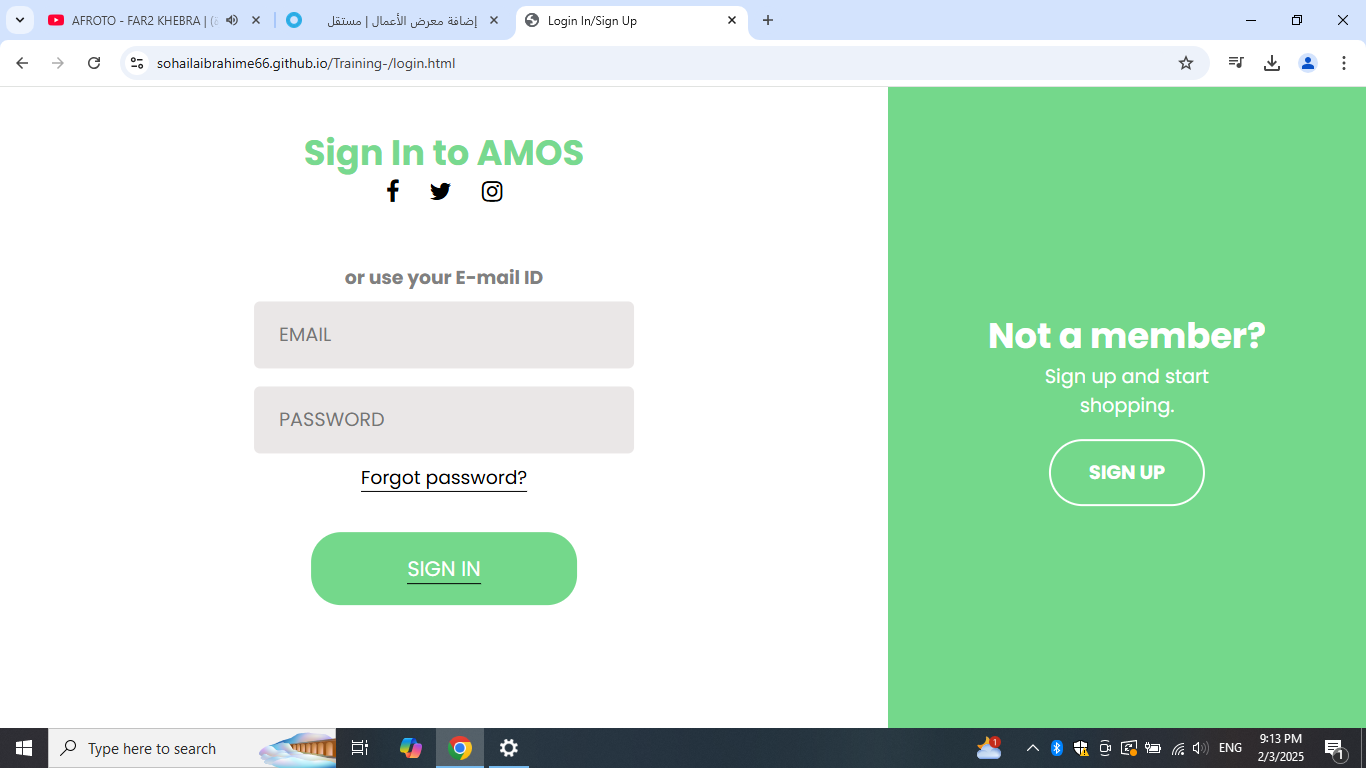 AFROTO - FAR2 KHEBRA | (
إضافة معرض الأعمال | مستقل
Login In/Sign Up
sohailaibrahime66.github.io/Training-/login.html
Sign In to AMOS
or use your E-mail ID
EMAIL
PASSWORD
Forgot password?
SIGN IN
Not a member?
Sign up and start
shopping.
SIGN UP
Type here to search
1
ENG
9:13 PM
2/3/2025
1